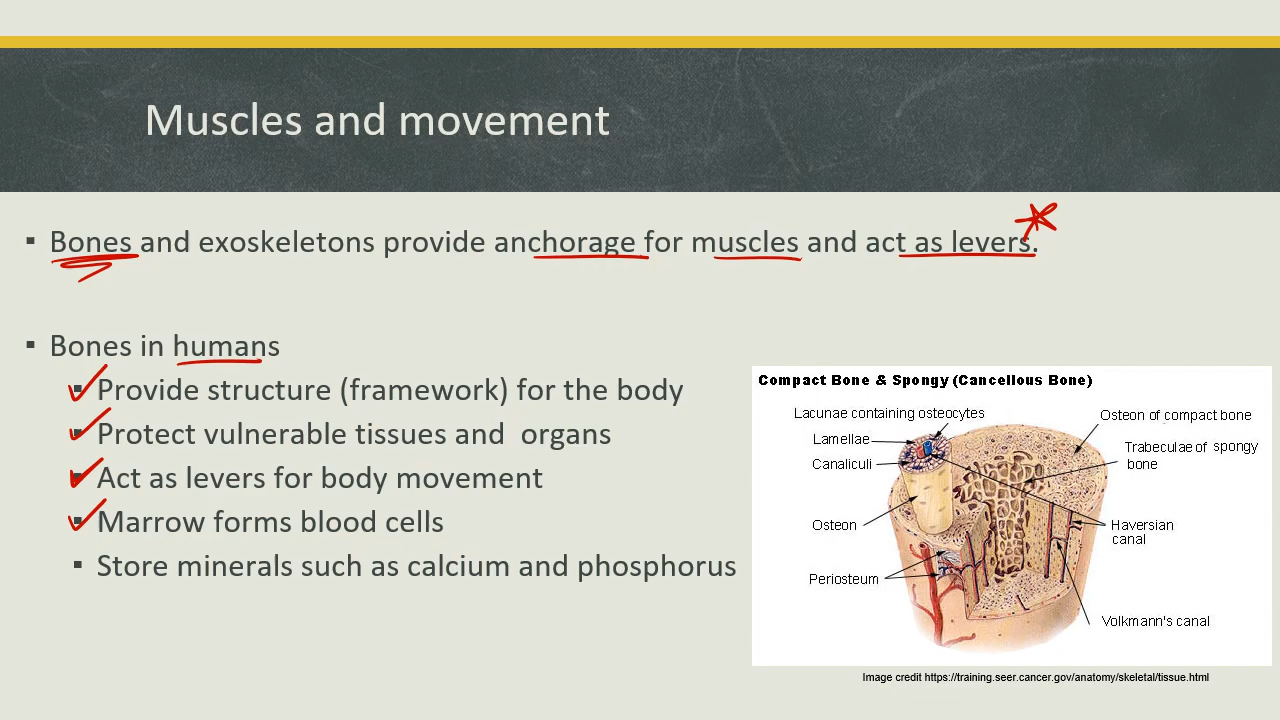 Muscles and movement
▪ Bones and exoskeletons provide anchorage for muscles and act as levers.
▪ Bones in humans
▪ Provide structure (framework) for the body
▪ Protect vulnerable tissues and organs
▪ Act as levers for body movement
▪ Marrow forms blood cells
▪ Store minerals such as calcium and phosphorus
Compact Bone & Spongy (Cancellous Bone)
Lacunae containing osteocytes
Lamellae
Canaliculi
Osteon
Periosteum
Osteon of compact bone
Trabeculae of spongy
bone
Haversian
canal
Volkmann's canal
Image credit https://training.seer.cancer.gov/anatomy/skeletal/tissue.html